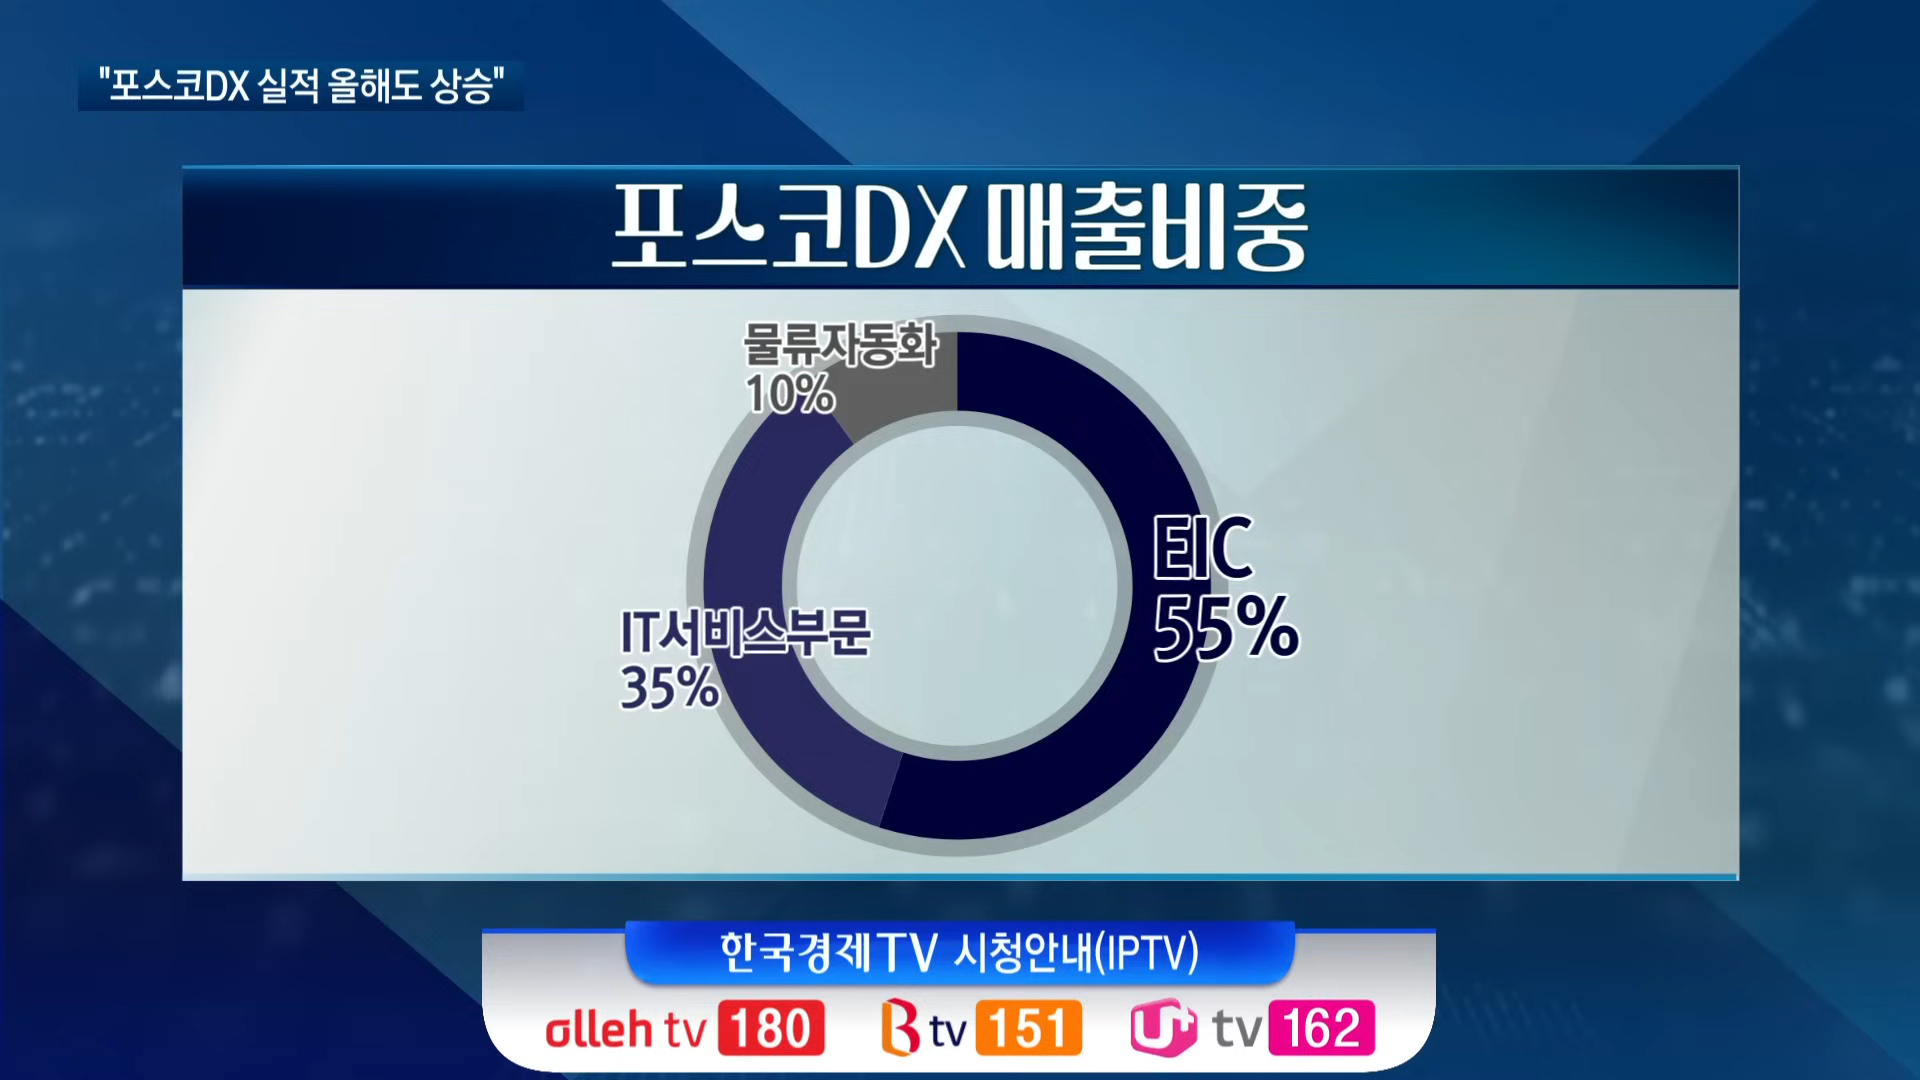 "포스코DX 실적 올해도 상승"
포스코DX 매출비중
물류자동화
10%
EIC
55%
IT서비스부문
35%
한국경제TV 시청안내(IPTV)
olleh tv 180 B tv 151 U+ tv 162